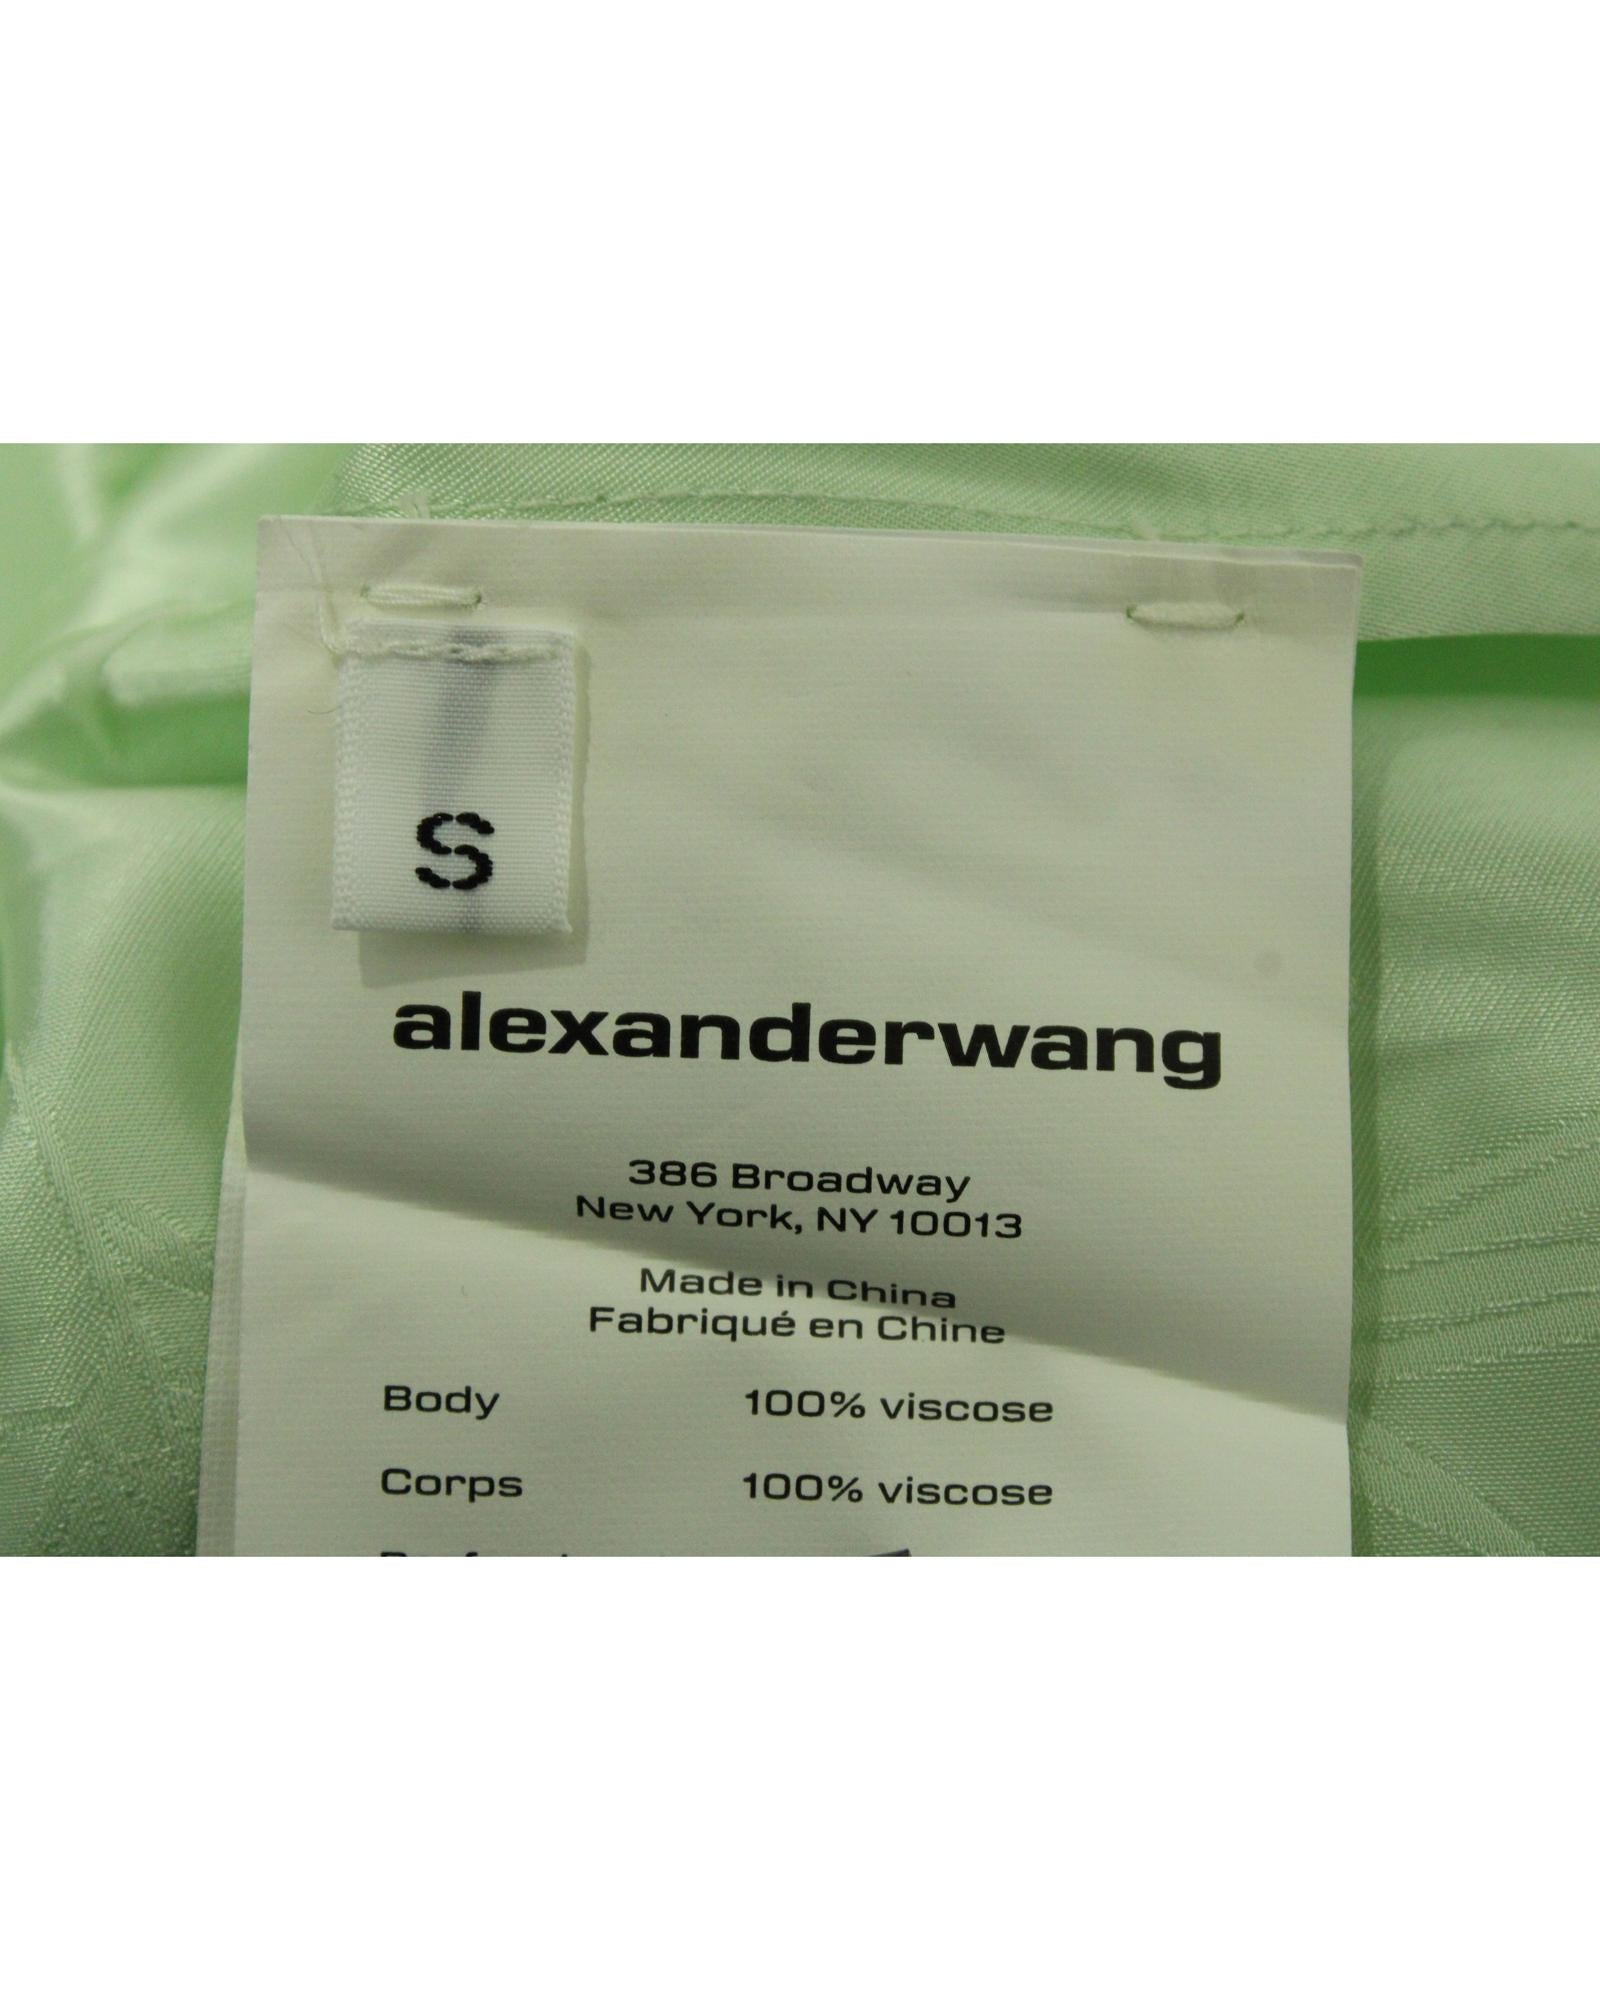 S
alexanderwang
386 Broadway
New York, NY 10013
Made in China
Fabriqué en Chine
Body 100% viscose
Corps 100% viscose